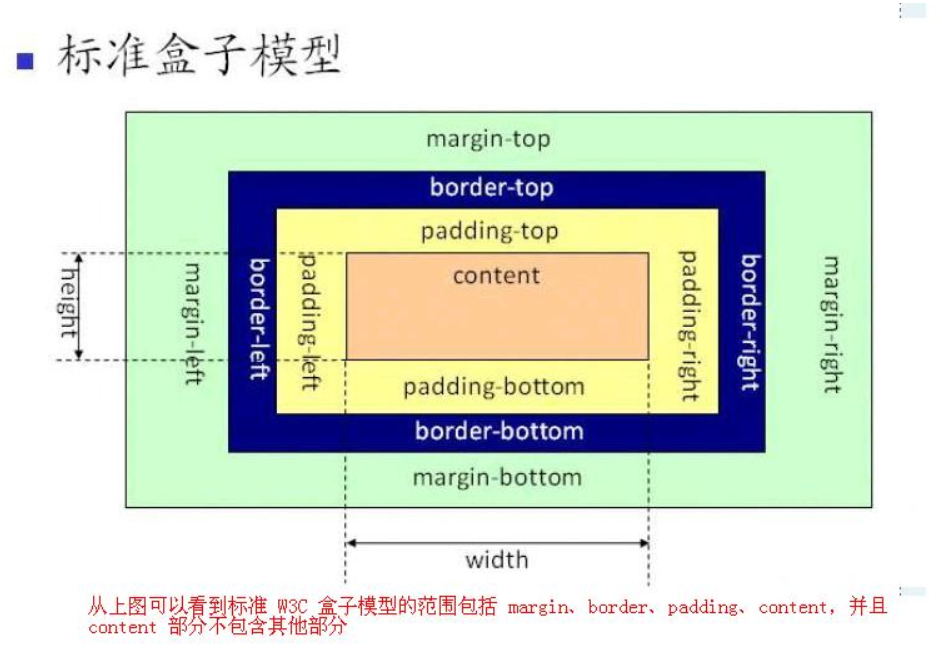 标准盒子模型
margin-top
border-top
padding-top
content
height
margin-left
border-left
padding-left
padding-right
border-right
margin-right
padding-bottom
border-bottom
margin-bottom
width
从上图可以看到标准 W3C 盒子模型的范围包括 margin、border、padding、content，并且
content 部分不包含其他部分